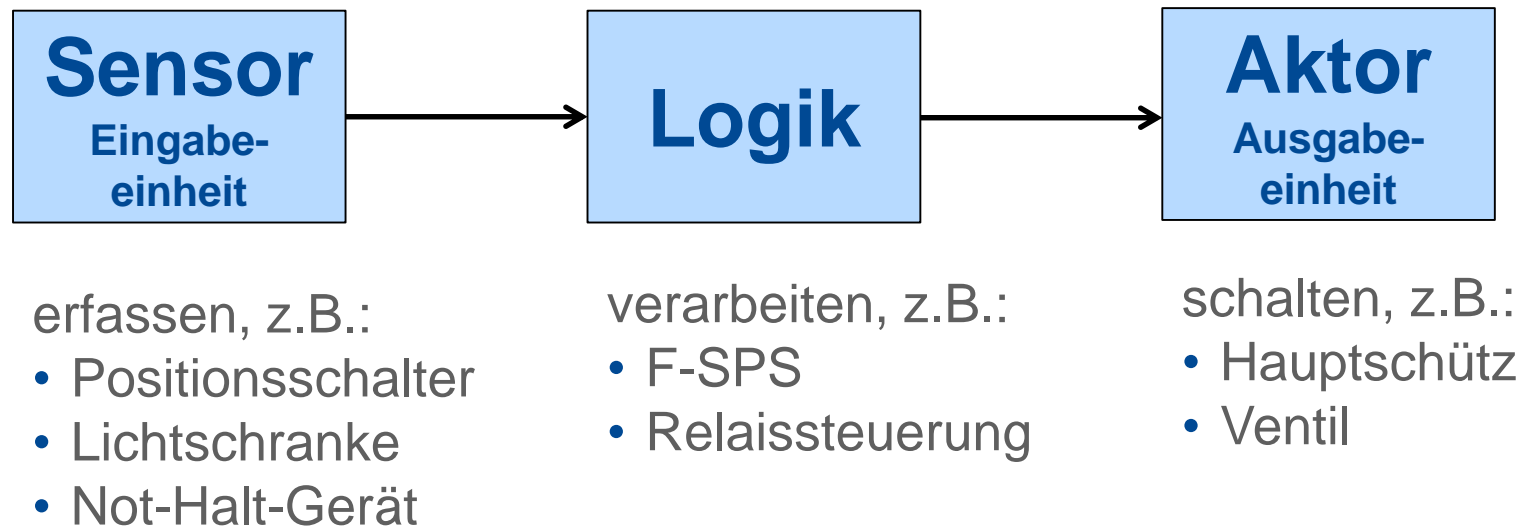 Sensor
Eingabe-
einheit
Logik
Aktor
Ausgabe-
einheit
erfassen, z.B.:
• Positionsschalter
• Lichtschranke
• Not-Halt-Gerät
verarbeiten, z.B.:
• F-SPS
• Relaissteuerung
schalten, z.B.:
• Hauptschütz
• Ventil